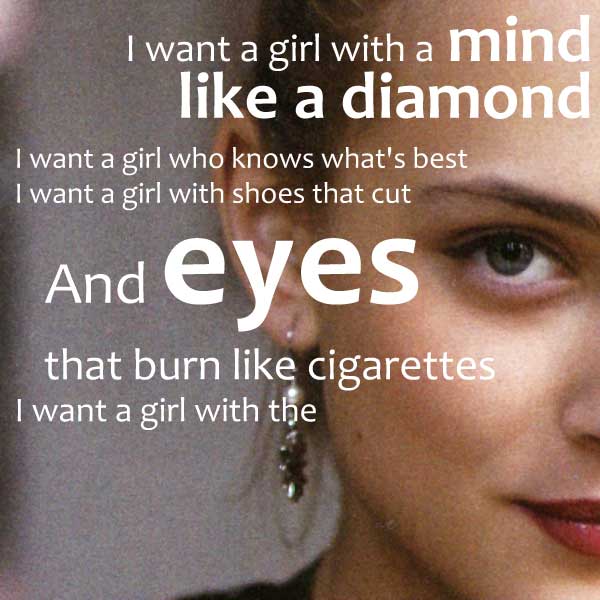 I want a girl with a mind
like a diamond
I want a girl who knows what's best
I want a girl with shoes that cut
And eyes
that burn like cigarettes
I want a girl with the